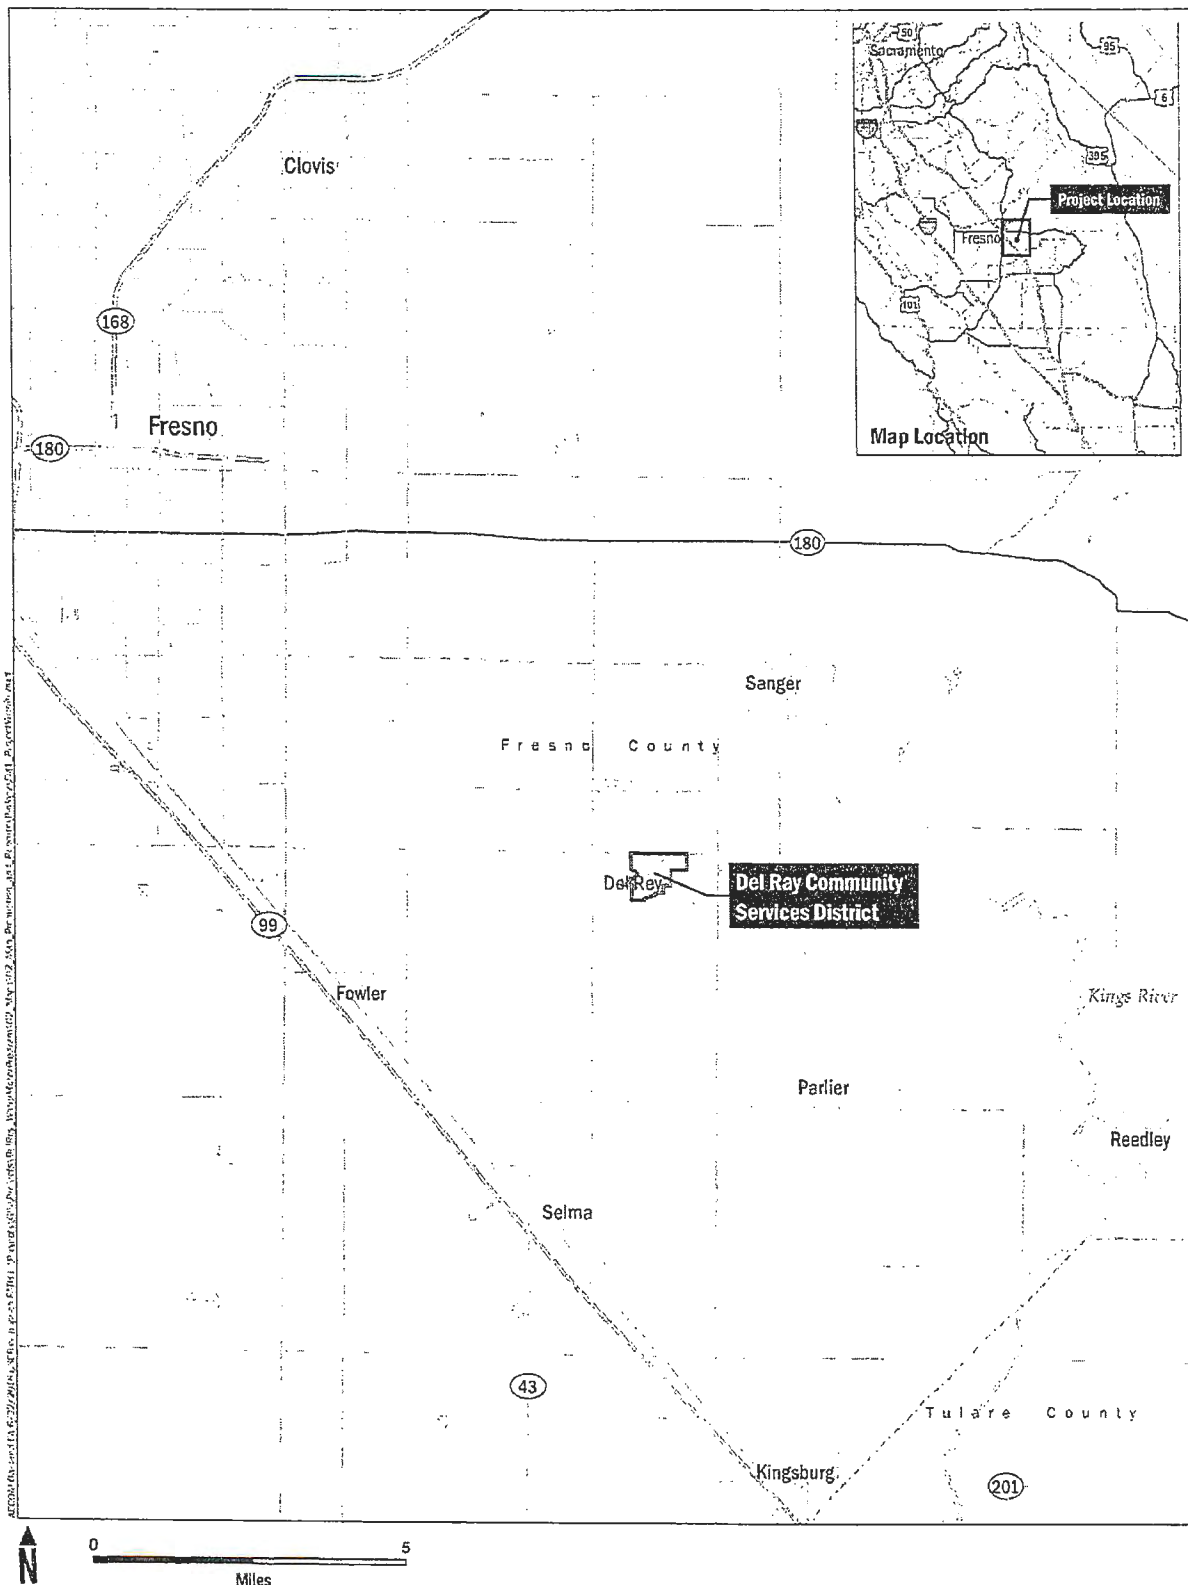 50
Sacramento
95
6
395
Project Location
Fresno
101
Map Location
Clovis
168
Fresno
180
180
Sanger
Fresno County
Del Rey
Del Ray Community
Services District
99
Fowler
Kings River
Parlier
Reedley
Selma
43
Tulare County
Kingsburg
201
N
0 5
Miles